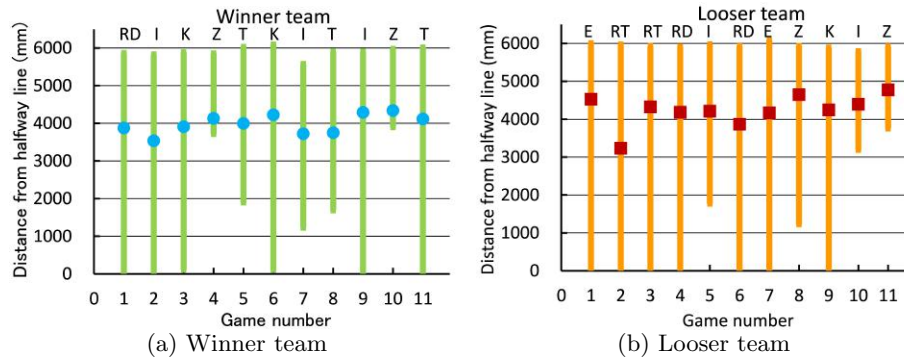 Winner team
RD I K Z T K I T I Z T
Distance from halfway line (mm)
6000
5000
4000
3000
2000
1000
0
0 1 2 3 4 5 6 7 8 9 10 11
Game number
(a) Winner team
Looser team
E RT RT RD I RD E Z K I Z
Distance from halfway line (mm)
6000
5000
4000
3000
2000
1000
0
0 1 2 3 4 5 6 7 8 9 10 11
Game number
(b) Looser team